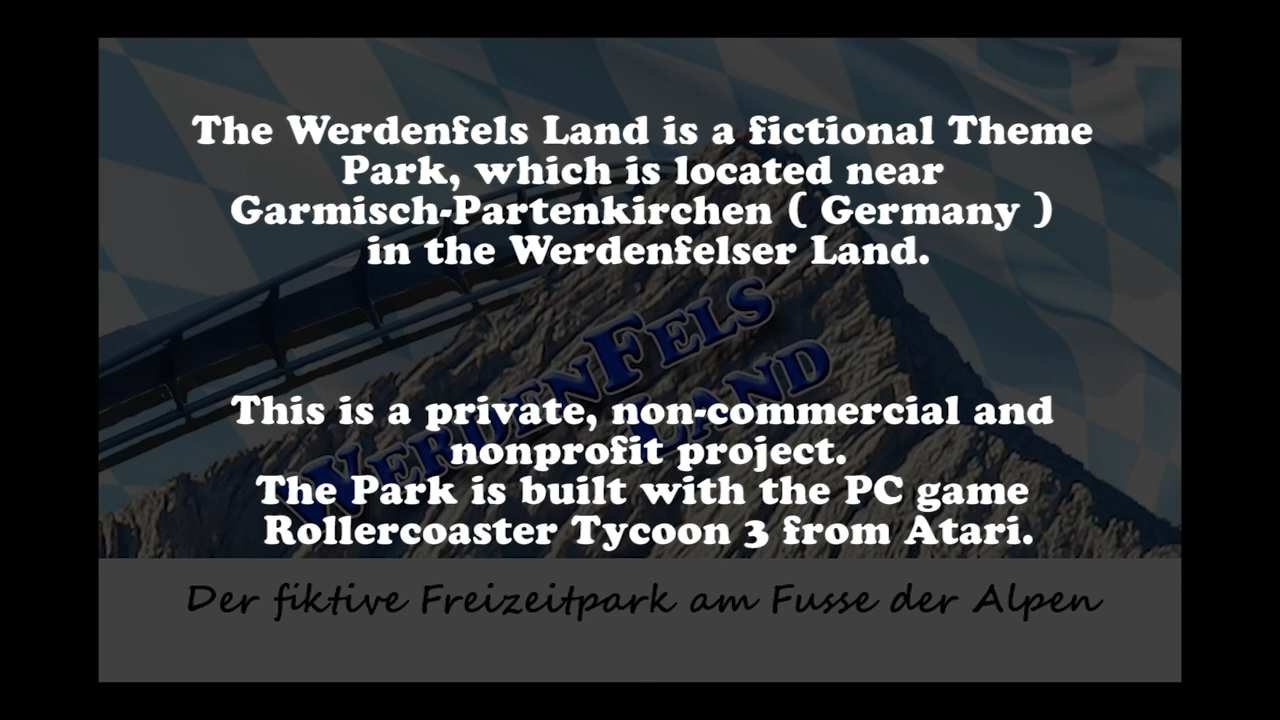 The Werdenfels Land is a fictional Theme
Park, which is located near
Garmisch-Partenkirchen ( Germany )
in the Werdenfelser Land.
WERDENFELS
LAND
This is a private, non-commercial and
nonprofit project.
The Park is built with the PC game
Rollercoaster Tycoon 3 from Atari.
Der fiktive Freizeitpark am Fusse der Alpen